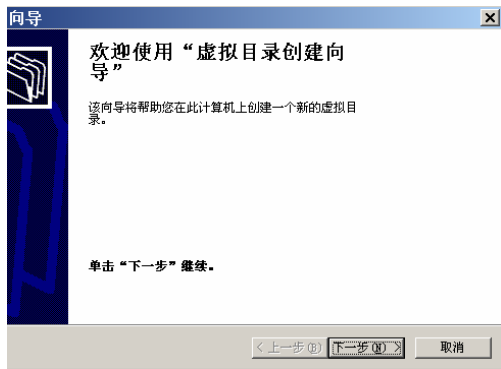 向导
欢迎使用“虚拟目录创建向
导”
该向导将帮助您在此计算机上创建一个新的虚拟目
录。
单击“下一步”继续。
< 上一步(B) 下一步(N) > 取消